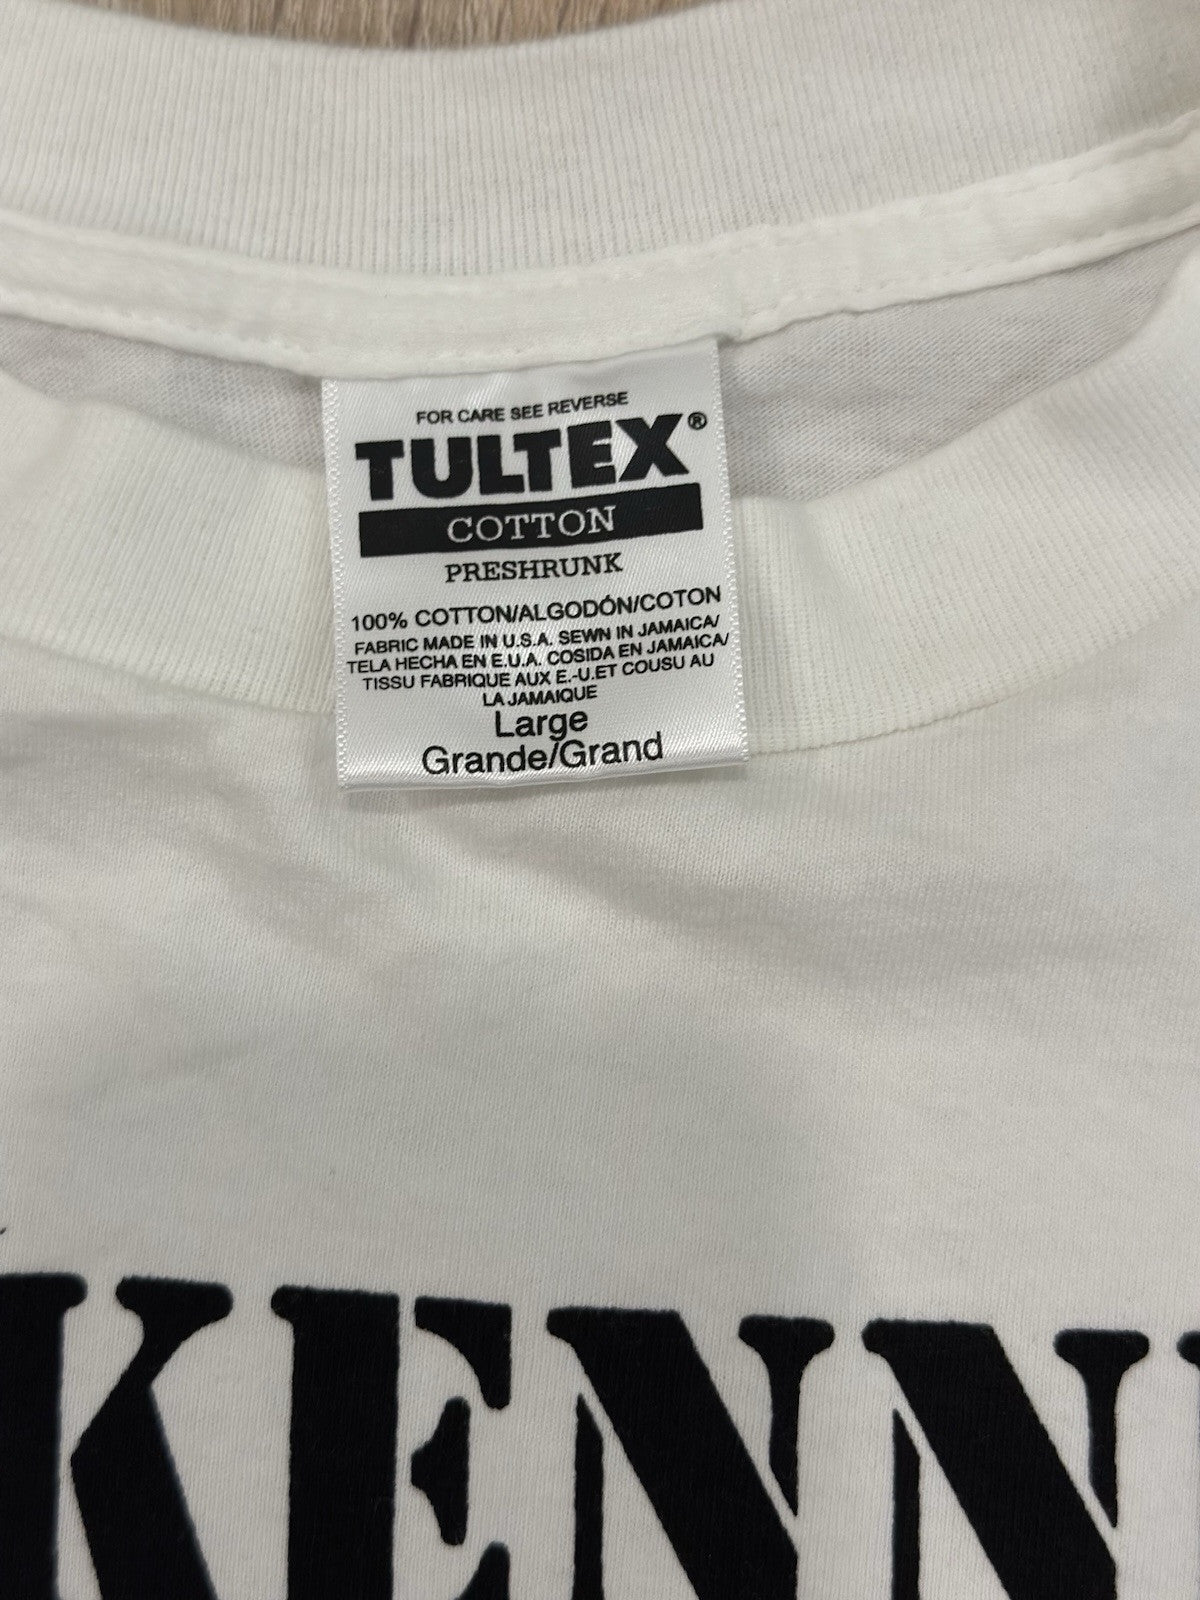 FOR CARE SEE REVERSE
TULTEX®
COTTON
PRESHRUNK
100% COTTON/ALGODÓN/COTON
FABRIC MADE IN U.S.A. SEWN IN JAMAICA/
TELA HECHA EN E.U.A. COSIDA EN JAMAICA/
TISSU FABRIQUE AUX E.-U.ET COUSU AU
LA JAMAIQUE
Large
Grande/Grand
KENN